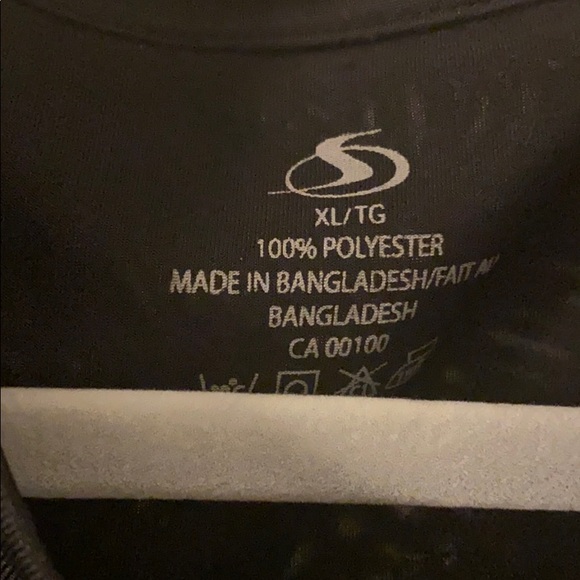 XL/TG
100% POLYESTER
MADE IN BANGLADESH/FAIT AU
BANGLADESH
CA 00100